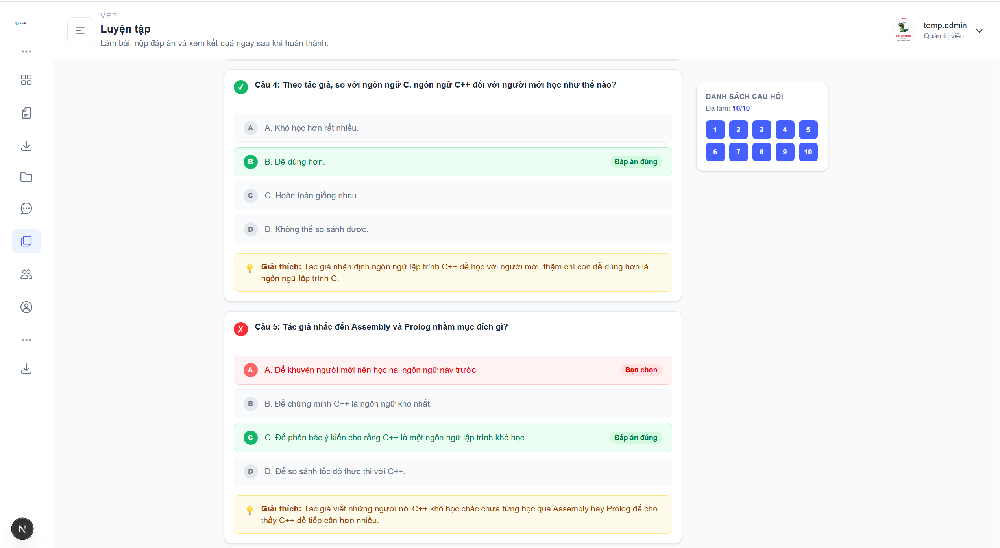 VEP
VEP
Luyện tập
Làm bài, nộp đáp án và xem kết quả ngay sau khi hoàn thành.
temp.admin
Quản trị viên
FEEL WRONGED
Câu 4: Theo tác giả, so với ngôn ngữ C, ngôn ngữ C++ đối với người mới học như thế nào?
A A. Khó học hơn rất nhiều.
B B. Dễ dùng hơn. Đáp án đúng
C C. Hoàn toàn giống nhau.
D D. Không thể so sánh được.
Giải thích: Tác giả nhận định ngôn ngữ lập trình C++ dễ học với người mới, thậm chí còn dễ dùng hơn là
ngôn ngữ lập trình C.
Câu 5: Tác giả nhắc đến Assembly và Prolog nhằm mục đích gì?
A A. Để khuyên người mới nên học hai ngôn ngữ này trước. Bạn chọn
B B. Để chứng minh C++ là ngôn ngữ khó nhất.
C C. Để phản bác ý kiến cho rằng C++ là một ngôn ngữ lập trình khó học. Đáp án đúng
D D. Để so sánh tốc độ thực thi với C++.
Giải thích: Tác giả viết những người nói C++ khó học chắc chưa từng học qua Assembly hay Prolog để cho
thấy C++ dễ tiếp cận hơn nhiều.
DANH SÁCH CÂU HỎI
Đã làm: 10/10
1 2 3 4 5
6 7 8 9 10
N